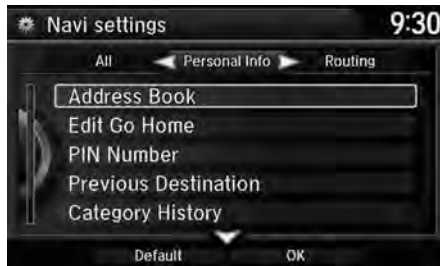 Navi settings 9:30
All Personal Info Routing
Address Book
Edit Go Home
PIN Number
Previous Destination
Category History
Default OK